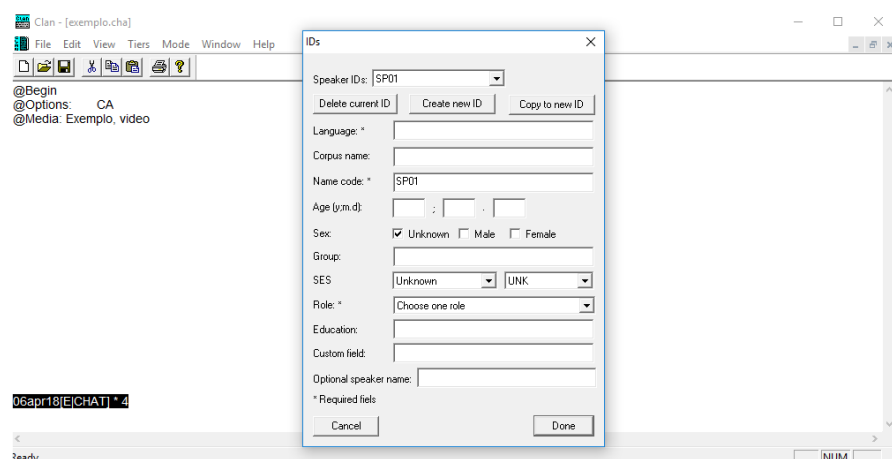 Clan - [exemplo.cha]
File Edit View Tiers Mode Window Help
@Begin
@Options: CA
@Media: Exemplo, video
06apr18[E|CHAT] * 4
Ready
NUM
IDs
Speaker IDs: SP01
Delete current ID Create new ID Copy to new ID
Language: *
Corpus name:
Name code: * SP01
Age (y;m.d): ; .
Sex: Unknown Male Female
Group:
SES Unknown UNK
Role: * Choose one role
Education:
Custom field:
Optional speaker name:
* Required fiels
Cancel Done